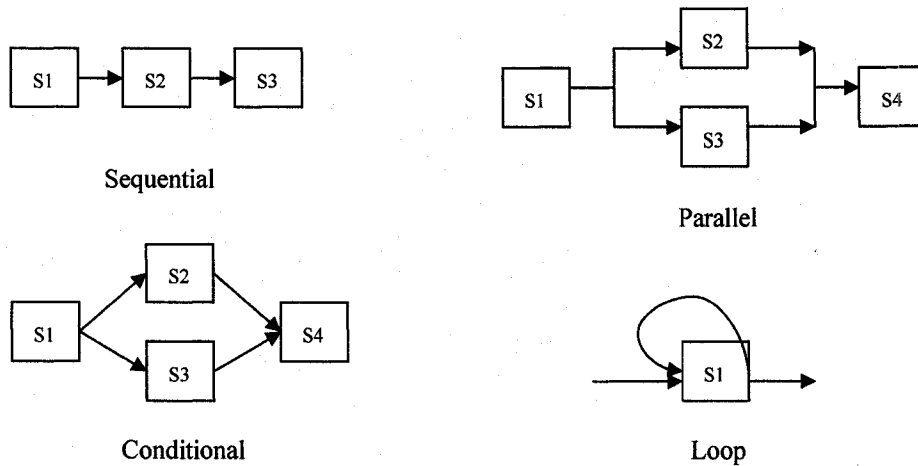 S1 S2 S3
Sequential
S1 S2 S3 S4
Parallel
S1 S2 S3 S4
Conditional
S1
Loop